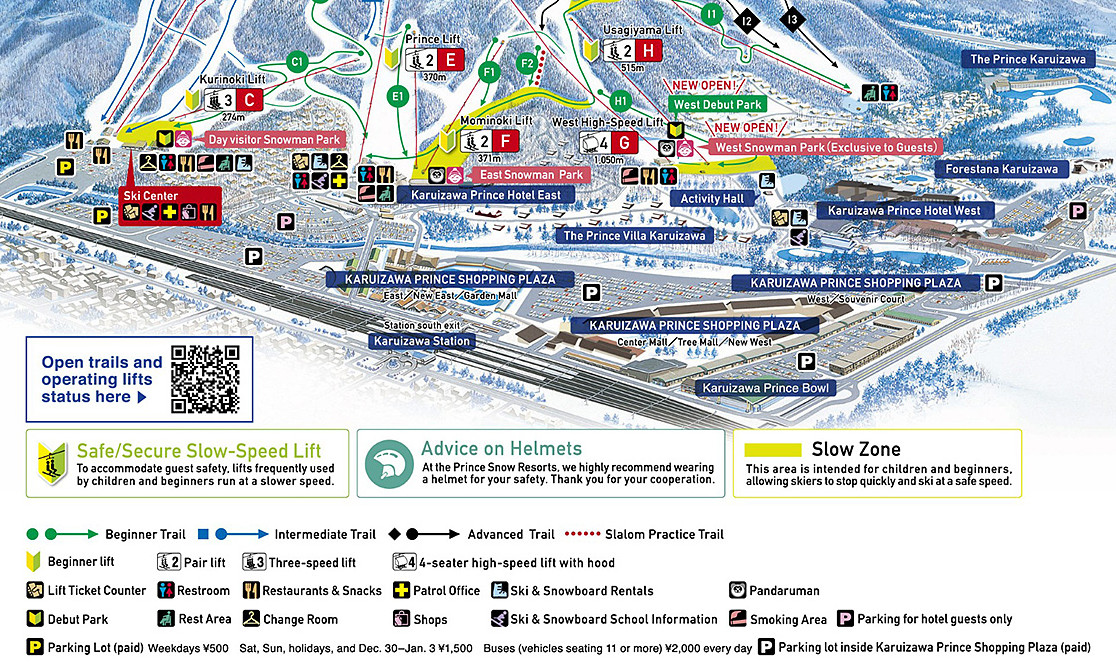 I1
I2
I3
Prince Lift
2 E
370m
Usagiyama Lift
2 H
515m
The Prince Karuizawa
C1
Kurinoki Lift
3 C
274m
F1
F2
E1
H1
NEW OPEN!
West Debut Park
Mominoki Lift
2 F
371m
West High-Speed Lift
4 G
1,050m
NEW OPEN!
West Snowman Park (Exclusive to Guests)
Day visitor Snowman Park
P
East Snowman Park
Forestana Karuizawa
Ski Center
Karuizawa Prince Hotel East
Activity Hall
Karuizawa Prince Hotel West
P
P
P
The Prince Villa Karuizawa
P
KARUIZAWA PRINCE SHOPPING PLAZA
East/New East/Garden Mall
P
KARUIZAWA PRINCE SHOPPING PLAZA
P
West/Souvenir Court
Station south exit
Karuizawa Station
KARUIZAWA PRINCE SHOPPING PLAZA
Center Mall/Tree Mall/New West
P
Karuizawa Prince Bowl
Open trails and
operating lifts
status here
Safe/Secure Slow-Speed Lift
To accommodate guest safety, lifts frequently used
by children and beginners run at a slower speed.
Advice on Helmets
At the Prince Snow Resorts, we highly recommend wearing
a helmet for your safety. Thank you for your cooperation.
Slow Zone
This area is intended for children and beginners,
allowing skiers to stop quickly and ski at a safe speed.
Beginner Trail Intermediate Trail Advanced Trail Slalom Practice Trail
Beginner lift 2 Pair lift 3 Three-speed lift 4 4-seater high-speed lift with hood
Lift Ticket Counter Restroom Restaurants & Snacks Patrol Office Ski & Snowboard Rentals Pandaruman
Debut Park Rest Area Change Room Shops Ski & Snowboard School Information Smoking Area P Parking for hotel guests only
P Parking Lot (paid) Weekdays ¥500 Sat, Sun, holidays, and Dec. 30–Jan. 3 ¥1,500 Buses (vehicles seating 11 or more) ¥2,000 every day P Parking lot inside Karuizawa Prince Shopping Plaza (paid)